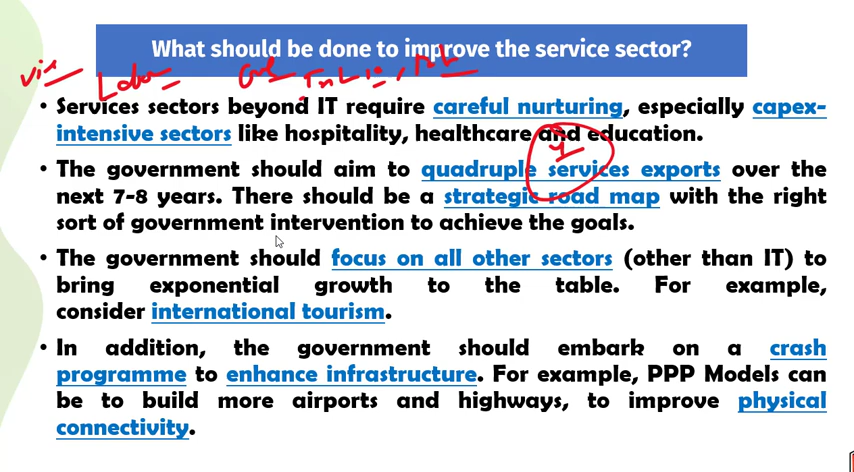 What should be done to improve the service sector?
• Services sectors beyond IT require careful nurturing, especially capex-
intensive sectors like hospitality, healthcare and education.
• The government should aim to quadruple services exports over the
next 7-8 years. There should be a strategic road map with the right
sort of government intervention to achieve the goals.
• The government should focus on all other sectors (other than IT) to
bring exponential growth to the table. For example,
consider international tourism.
• In addition, the government should embark on a crash
programme to enhance infrastructure. For example, PPP Models can
be to build more airports and highways, to improve physical
connectivity.